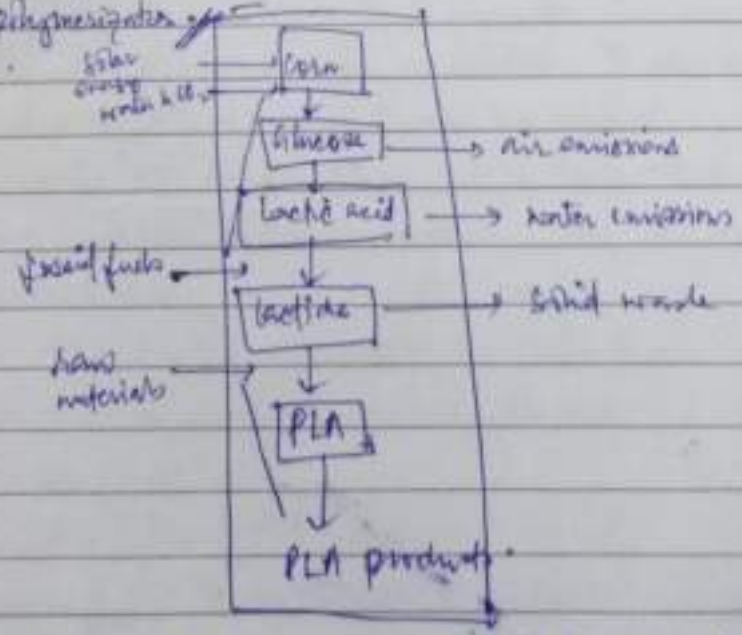 Polymerization
Solar
energy
water & CO2
Corn
Glucose
air emissions
Lactic acid
water emissions
fossil fuels
Lactide
Solid waste
raw
materials
PLA
PLA products.